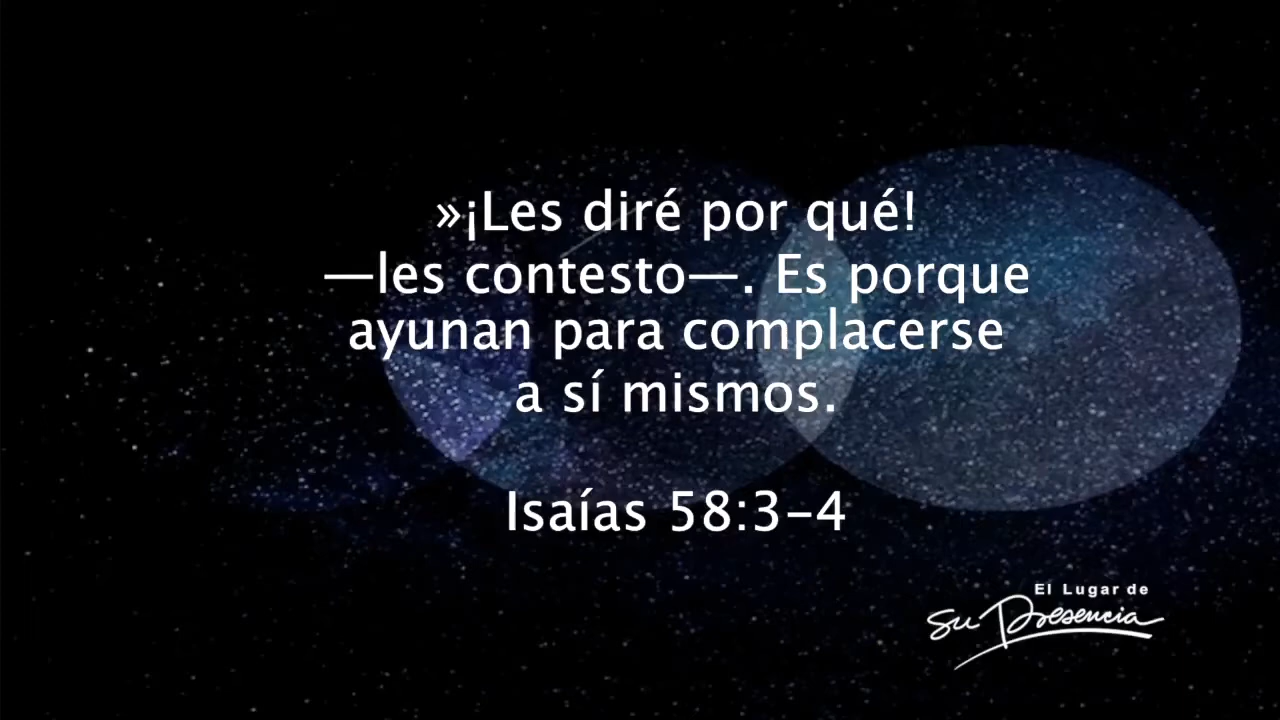 »¡Les diré por qué!
—les contesto—. Es porque
ayunan para complacerse
a sí mismos.
Isaías 58:3–4
El Lugar de
Su Presencia